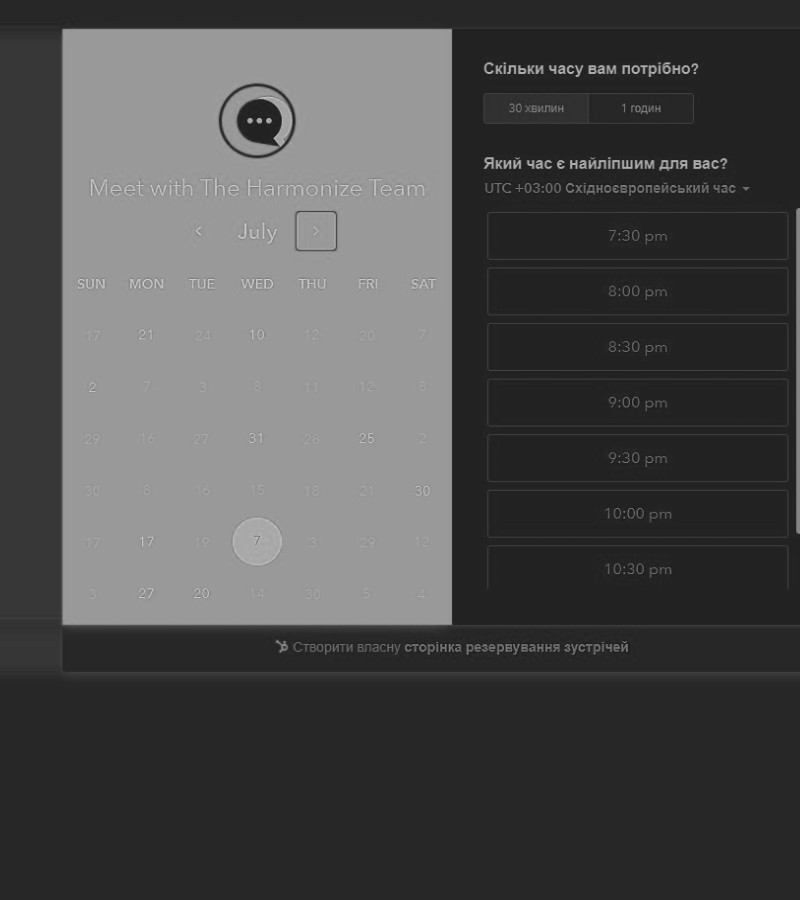 Meet with The Harmonize Team
July
SUN MON TUE WED THU FRI SAT
17 21 24 10 12 20 7
2 7 3 8 11 12 8
29 16 27 31 26 25 2
30 8 16 15 18 21 30
17 17 19 7 3 29 12
3 27 20 14 30 5 4
Скільки часу вам потрібно?
30 хвилин 1 годин
Який час є найліпшим для вас?
UTC +03:00 Східноєвропейський час
7:30 pm
8:00 pm
8:30 pm
9:00 pm
9:30 pm
10:00 pm
10:30 pm
Створити власну сторінка резервування зустрічей